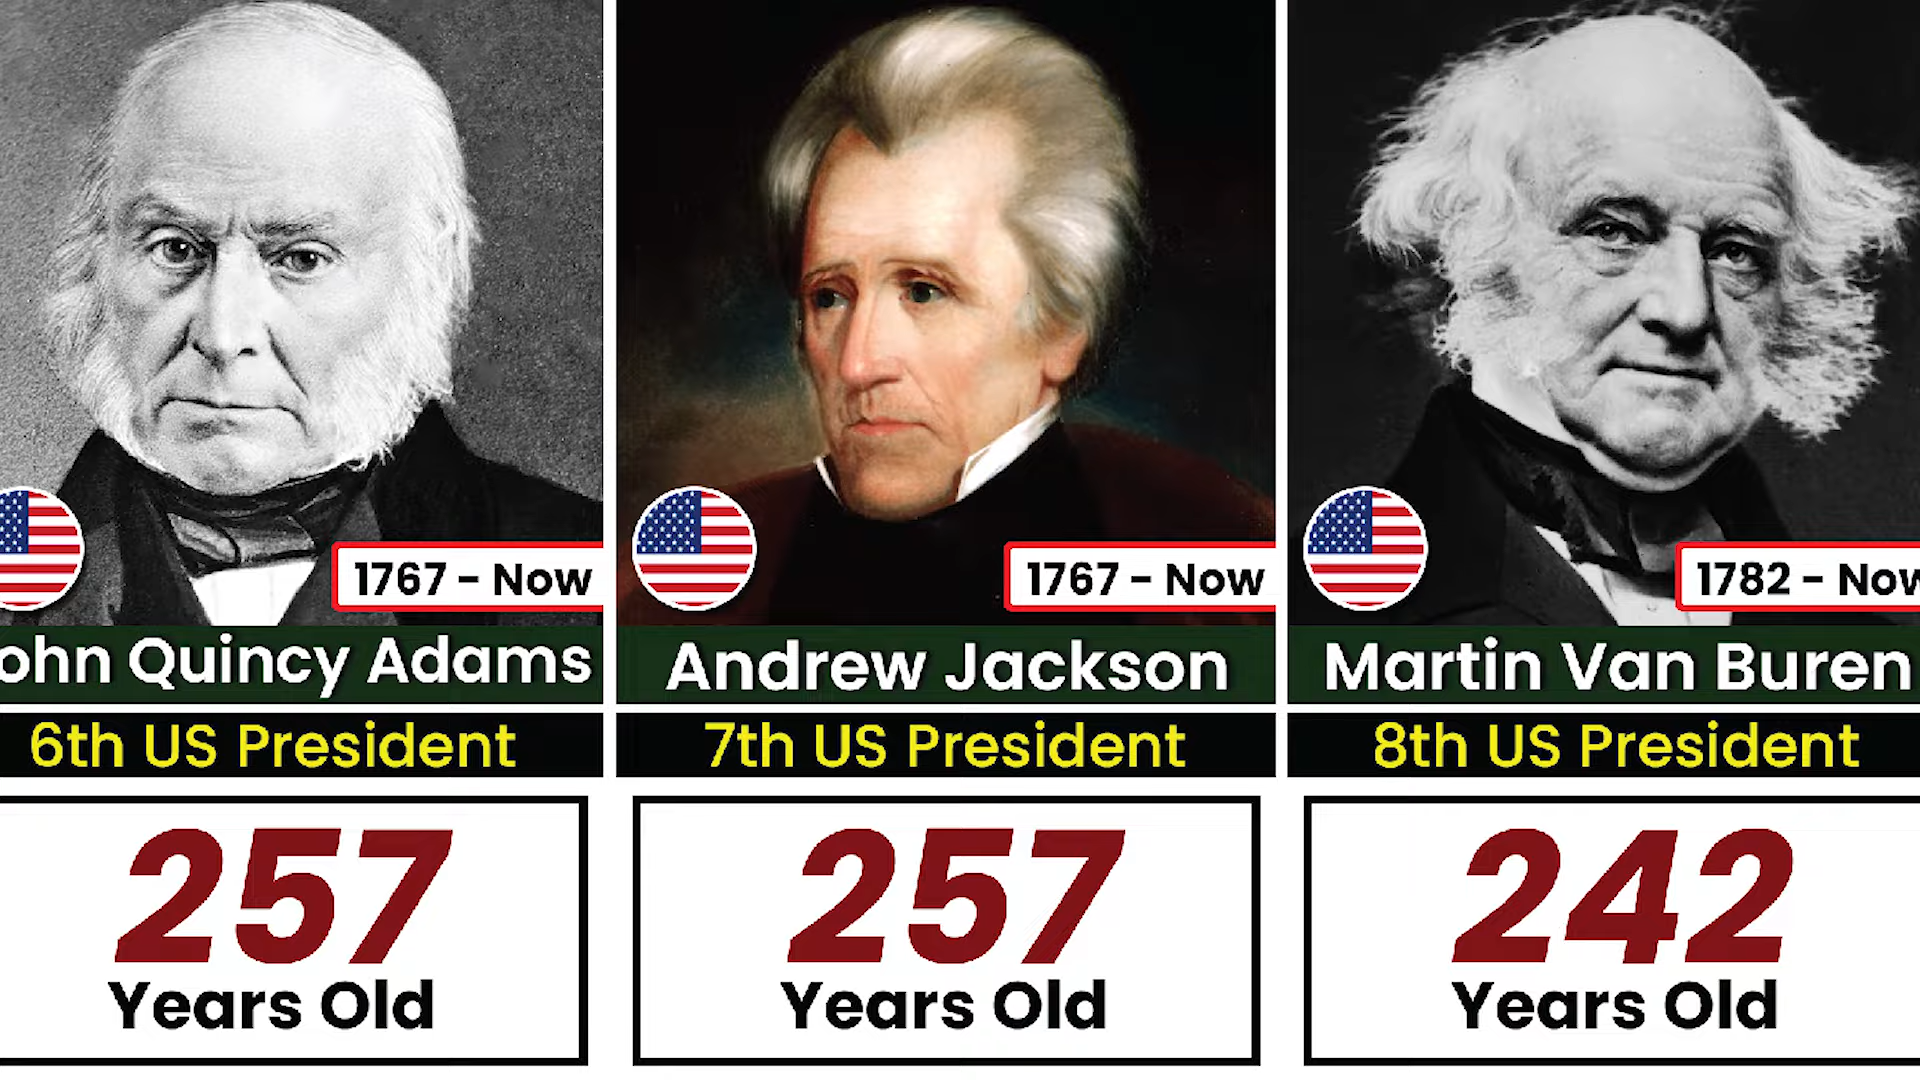 1767 - Now
ohn Quincy Adams
6th US President
257
Years Old
1767 - Now
Andrew Jackson
7th US President
257
Years Old
1782 - Now
Martin Van Buren
8th US President
242
Years Old